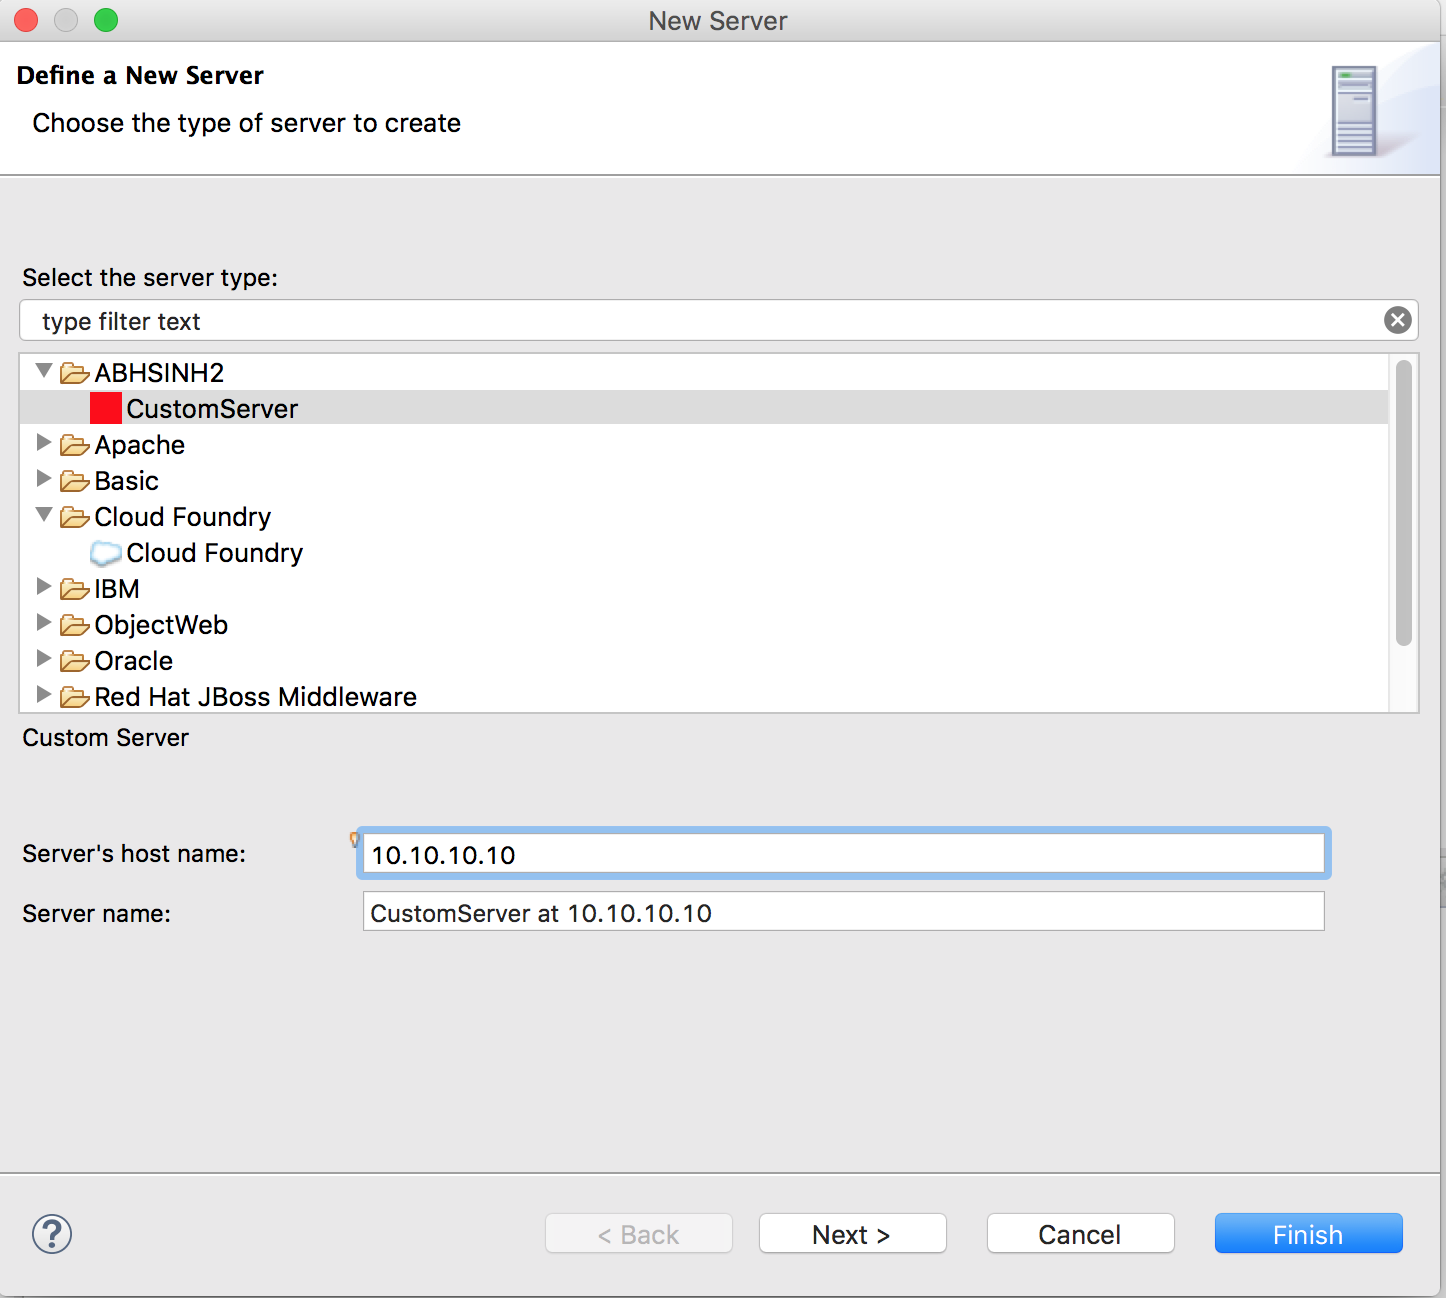 New Server
Define a New Server
Choose the type of server to create
Select the server type:
type filter text
ABHSINH2
CustomServer
Apache
Basic
Cloud Foundry
Cloud Foundry
IBM
ObjectWeb
Oracle
Red Hat JBoss Middleware
Custom Server
Server's host name: 10.10.10.10
Server name: CustomServer at 10.10.10.10
? < Back Next > Cancel Finish